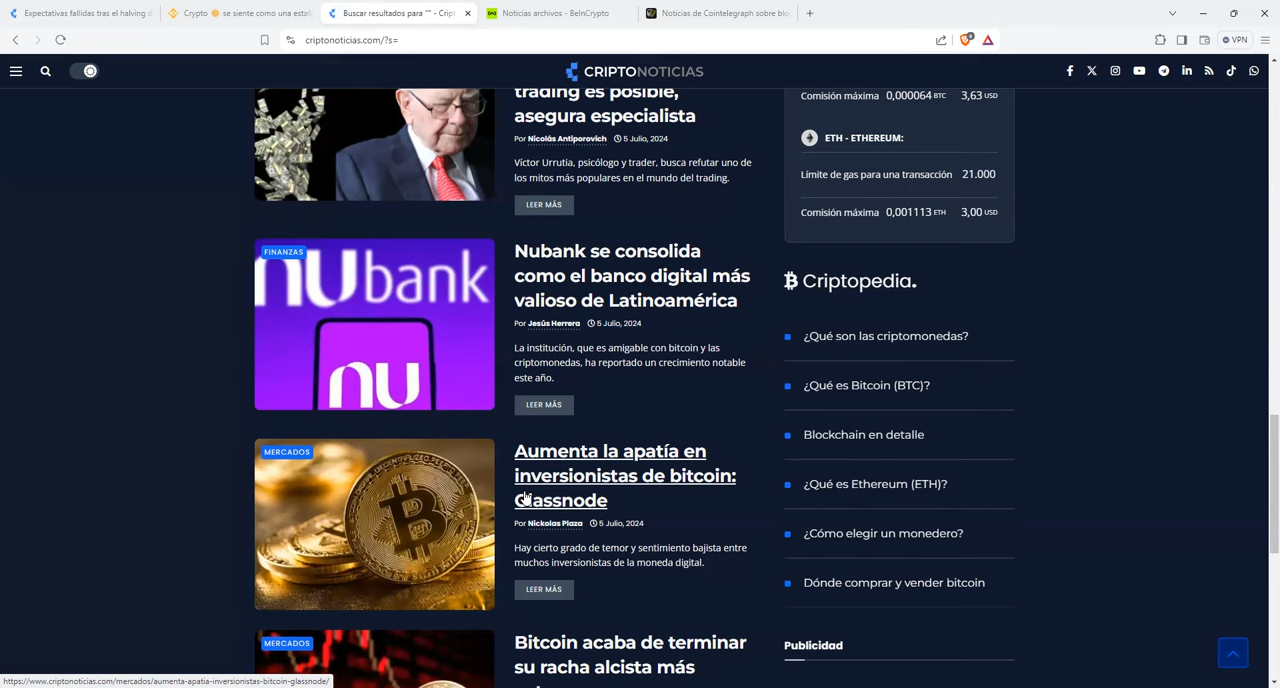 Expectativas fallidas tras el halving d
Crypto se siente como una estaf
Buscar resultados para "" - Crip
Noticias archivos - BeInCrypto
Noticias de Cointelegraph sobre blo
criptonoticias.com/?s=
VPN
CRIPTONOTICIAS
trading es posible,
asegura especialista
Por Nicolás Antiporovich 5 Julio, 2024
Víctor Urrutia, psicólogo y trader, busca refutar uno de
los mitos más populares en el mundo del trading.
LEER MÁS
FINANZAS
nubank
nu
Nubank se consolida
como el banco digital más
valioso de Latinoamérica
Por Jesús Herrera 5 Julio, 2024
La institución, que es amigable con bitcoin y las
criptomonedas, ha reportado un crecimiento notable
este año.
LEER MÁS
MERCADOS
Aumenta la apatía en
inversionistas de bitcoin:
Glassnode
Por Nickolas Plaza 5 Julio, 2024
Hay cierto grado de temor y sentimiento bajista entre
muchos inversionistas de la moneda digital.
LEER MÁS
MERCADOS
Bitcoin acaba de terminar
su racha alcista más
Comisión máxima 0,000064 BTC 3,63 USD
ETH - ETHEREUM:
Límite de gas para una transacción 21.000
Comisión máxima 0,001113 ETH 3,00 USD
Criptopedia.
¿Qué son las criptomonedas?
¿Qué es Bitcoin (BTC)?
Blockchain en detalle
¿Qué es Ethereum (ETH)?
¿Cómo elegir un monedero?
Dónde comprar y vender bitcoin
Publicidad
https://www.criptonoticias.com/mercados/aumenta-apatia-inversionistas-bitcoin-glassnode/